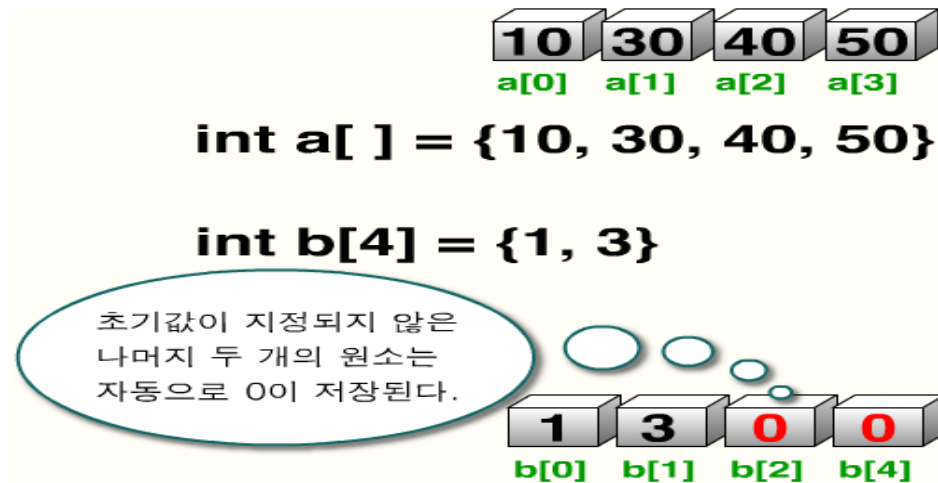 10 30 40 50
a[0] a[1] a[2] a[3]
int a[ ] = {10, 30, 40, 50}
int b[4] = {1, 3}
초기값이 지정되지 않은
나머지 두 개의 원소는
자동으로 0이 저장된다.
1 3 0 0
b[0] b[1] b[2] b[4]